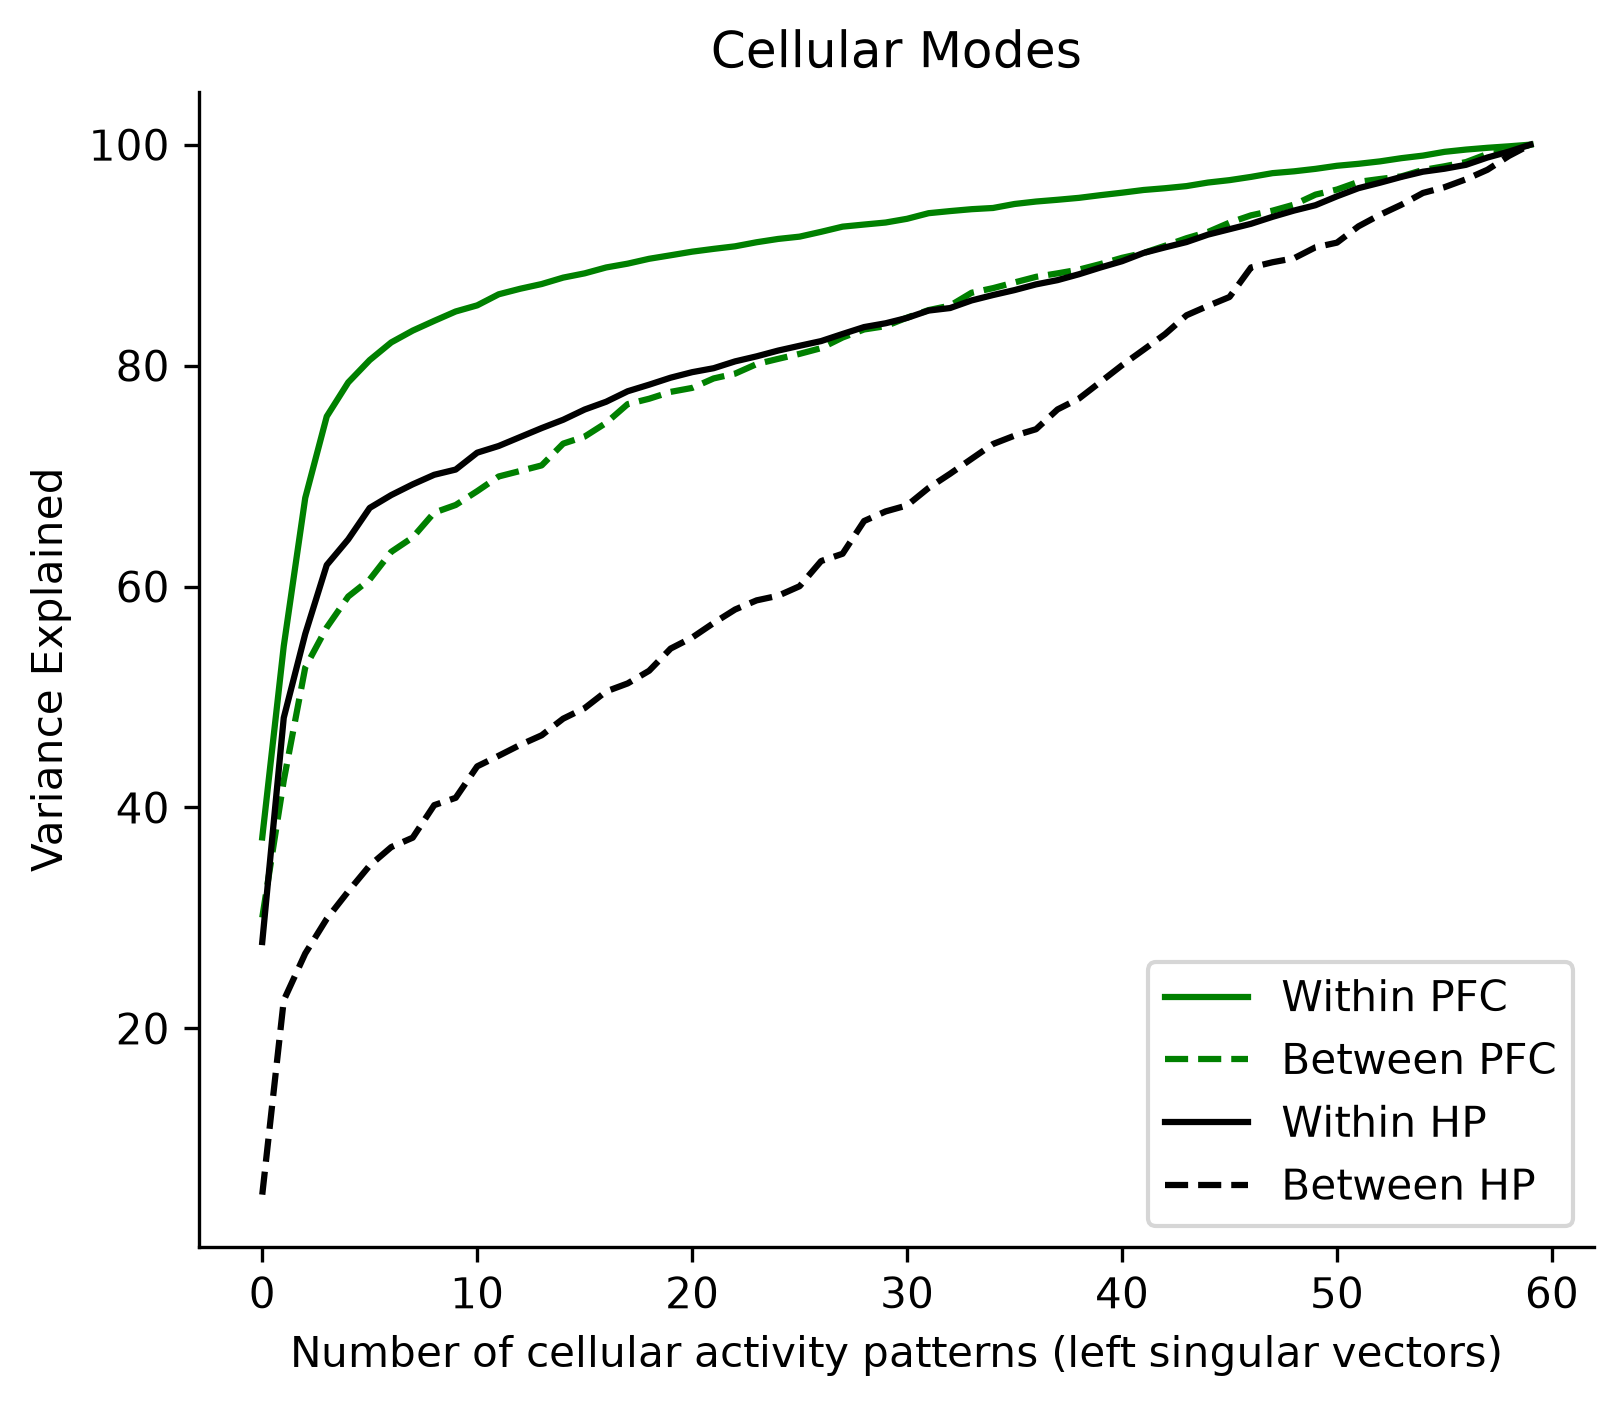 Cellular Modes
100
80
60
40
20
Variance Explained
0 10 20 30 40 50 60
Number of cellular activity patterns (left singular vectors)
Within PFC
Between PFC
Within HP
Between HP